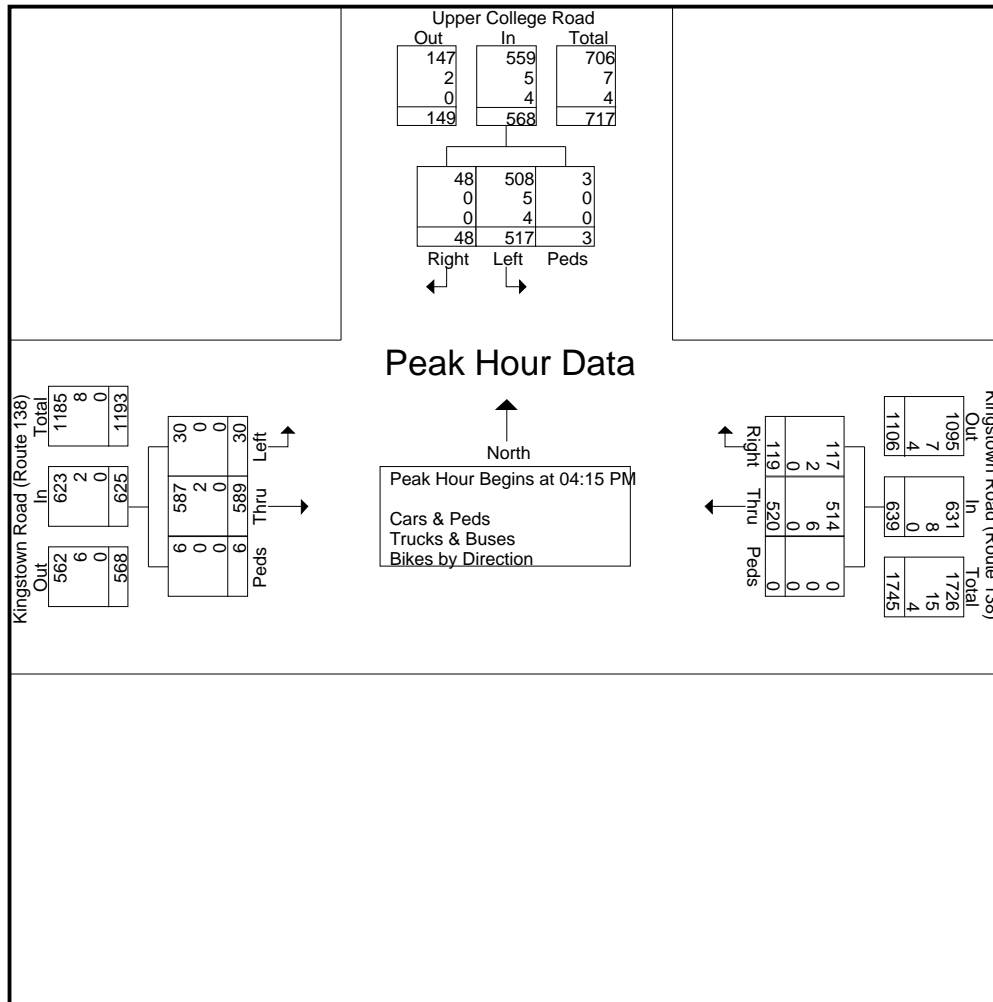 Upper College Road
Out In Total
147 559 706
2 5 7
0 4 4
149 568 717
48 508 3
0 5 0
0 4 0
48 517 3
Right Left Peds
Peak Hour Data
North
Peak Hour Begins at 04:15 PM
Cars & Peds
Trucks & Buses
Bikes by Direction
Kingstown Road (Route 138)
Out In Total
562 623 1185
6 2 8
0 0 0
568 625 1193
Peds Thru Left
6 587 30
0 2 0
0 0 0
6 589 30
Kingstown Road (Route 138)
Out In Total
1095 631 1726
7 8 15
4 0 4
1106 639 1745
Right Thru Peds
117 514 0
2 6 0
0 0 0
119 520 0